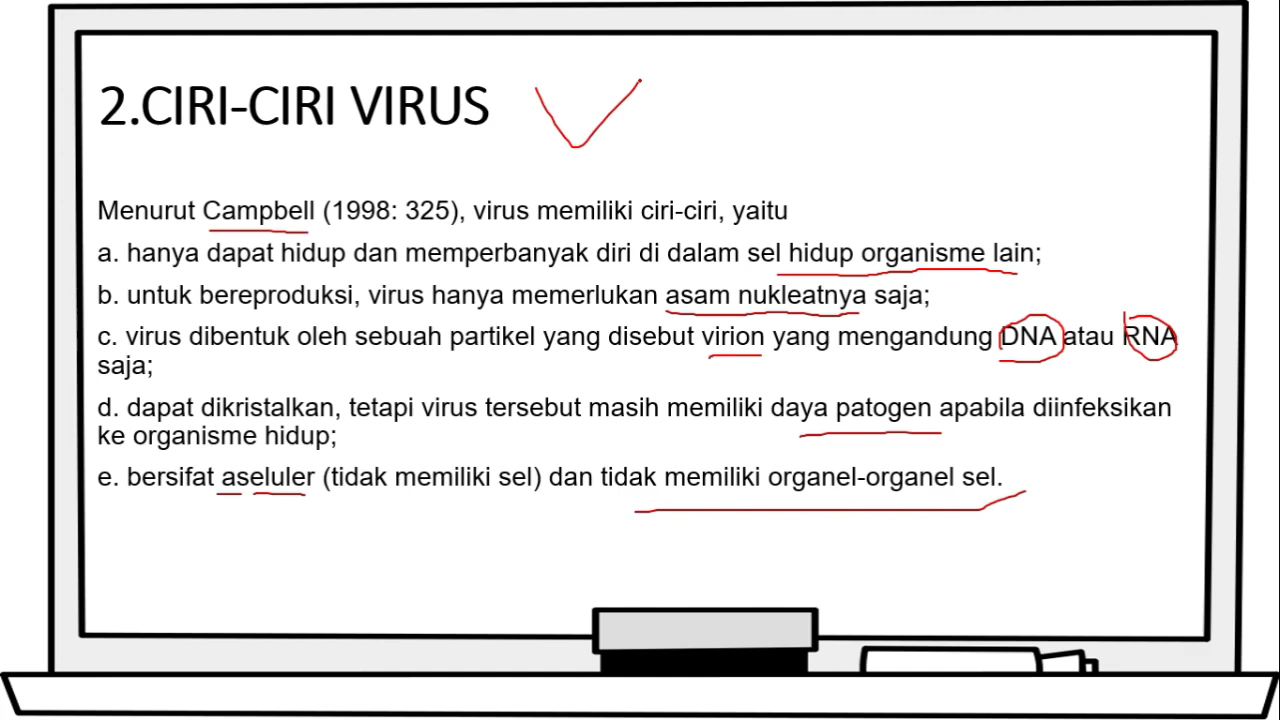 2.CIRI-CIRI VIRUS
Menurut Campbell (1998: 325), virus memiliki ciri-ciri, yaitu
a. hanya dapat hidup dan memperbanyak diri di dalam sel hidup organisme lain;
b. untuk bereproduksi, virus hanya memerlukan asam nukleatnya saja;
c. virus dibentuk oleh sebuah partikel yang disebut virion yang mengandung DNA atau RNA
saja;
d. dapat dikristalkan, tetapi virus tersebut masih memiliki daya patogen apabila diinfeksikan
ke organisme hidup;
e. bersifat aseluler (tidak memiliki sel) dan tidak memiliki organel-organel sel.